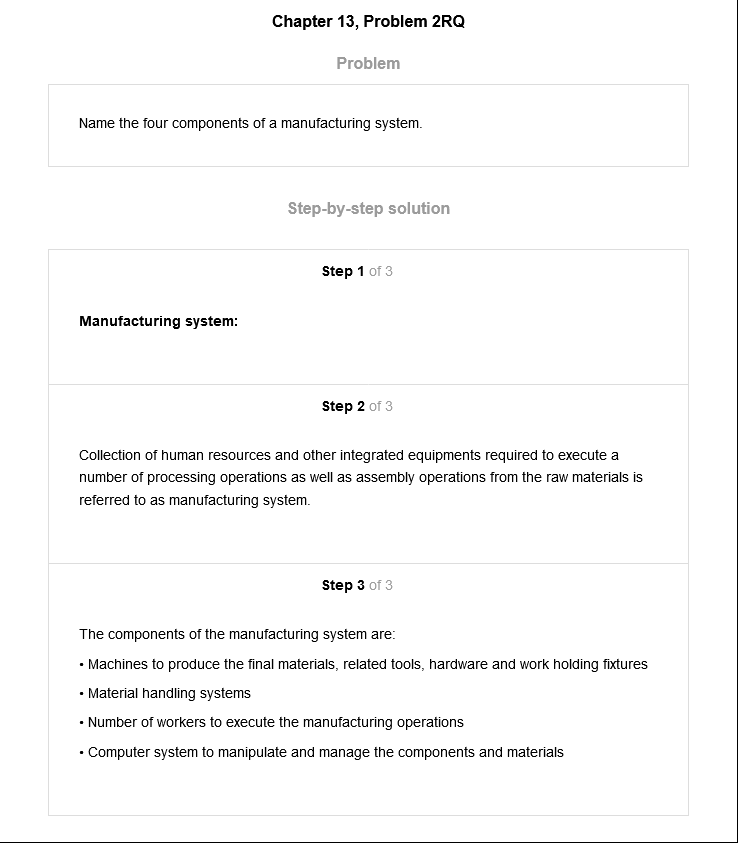 Chapter 13, Problem 2RQ
Problem
Name the four components of a manufacturing system.
Step-by-step solution
Step 1 of 3
Manufacturing system:
Step 2 of 3
Collection of human resources and other integrated equipments required to execute a
number of processing operations as well as assembly operations from the raw materials is
referred to as manufacturing system.
Step 3 of 3
The components of the manufacturing system are:
• Machines to produce the final materials, related tools, hardware and work holding fixtures
• Material handling systems
• Number of workers to execute the manufacturing operations
• Computer system to manipulate and manage the components and materials